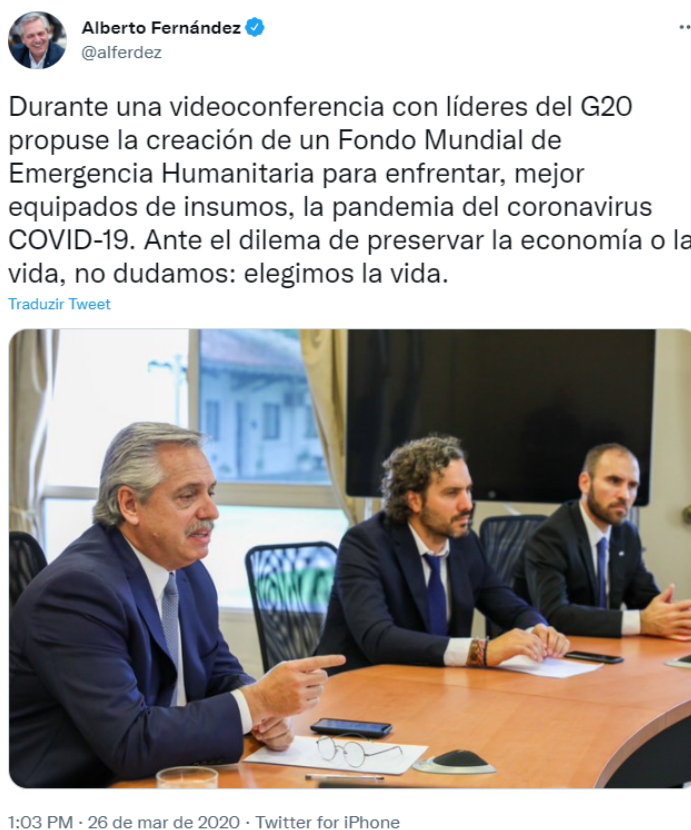 Alberto Fernández
@alferdez
Durante una videoconferencia con líderes del G20
propuse la creación de un Fondo Mundial de
Emergencia Humanitaria para enfrentar, mejor
equipados de insumos, la pandemia del coronavirus
COVID-19. Ante el dilema de preservar la economía o la
vida, no dudamos: elegimos la vida.
Traduzir Tweet
1:03 PM · 26 de mar de 2020 · Twitter for iPhone